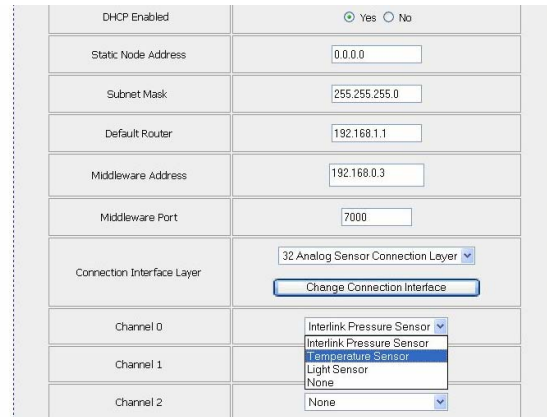 DHCP Enabled Yes No
Static Node Address 0.0.0.0
Subnet Mask 255.255.255.0
Default Router 192.168.1.1
Middleware Address 192.168.0.3
Middleware Port 7000
Connection Interface Layer 32 Analog Sensor Connection Layer
Change Connection Interface
Channel 0 Interlink Pressure Sensor
Interlink Pressure Sensor
Temperature Sensor
Channel 1 Light Sensor
None
Channel 2 None